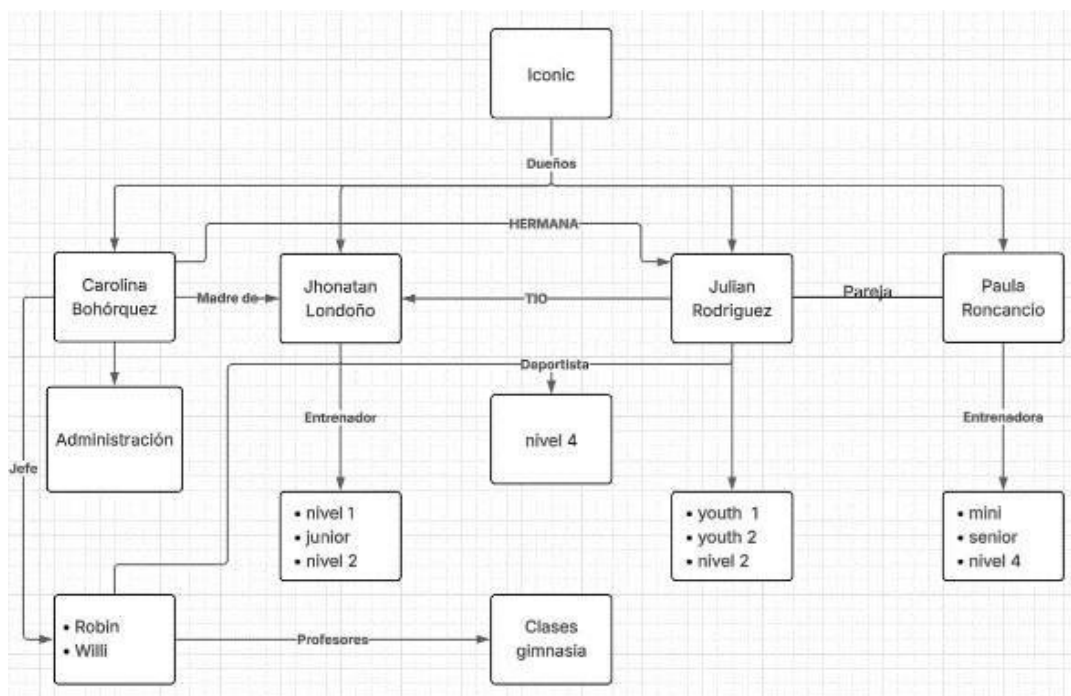 Iconic
Dueños
HERMANA
Carolina
Bohórquez
Madre de
Jhonatan
Londoño
TIO
Julian
Rodriguez
Pareja
Paula
Roncancio
Deportista
Administración
Entrenador
nivel 4
Entrenadora
Jefe
• nivel 1
• junior
• nivel 2
• youth 1
• youth 2
• nivel 2
• mini
• senior
• nivel 4
• Robin
• Willi
Profesores
Clases
gimnasia